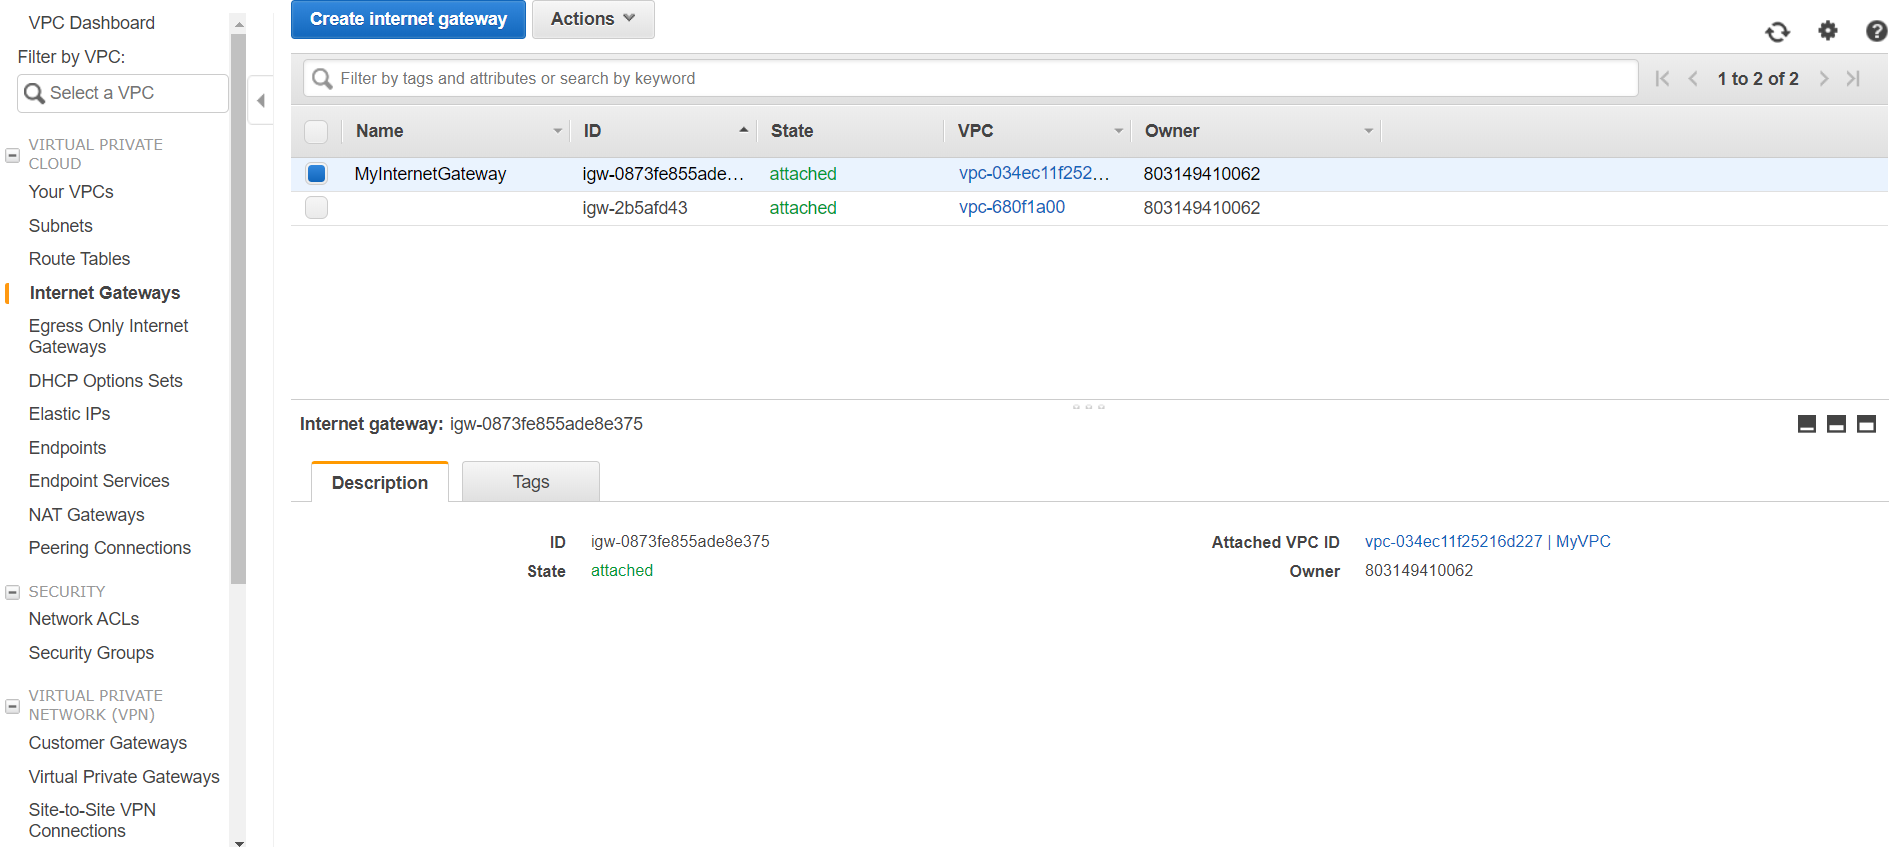 VPC Dashboard
Filter by VPC:
Select a VPC
VIRTUAL PRIVATE
CLOUD
Your VPCs
Subnets
Route Tables
Internet Gateways
Egress Only Internet
Gateways
DHCP Options Sets
Elastic IPs
Endpoints
Endpoint Services
NAT Gateways
Peering Connections
SECURITY
Network ACLs
Security Groups
VIRTUAL PRIVATE
NETWORK (VPN)
Customer Gateways
Virtual Private Gateways
Site-to-Site VPN
Connections
Create internet gateway Actions
Filter by tags and attributes or search by keyword 1 to 2 of 2
Name ID State VPC Owner
MyInternetGateway igw-0873fe855ade... attached vpc-034ec11f252... 803149410062
igw-2b5afd43 attached vpc-680f1a00 803149410062
Internet gateway: igw-0873fe855ade8e375
Description Tags
ID igw-0873fe855ade8e375 Attached VPC ID vpc-034ec11f25216d227 | MyVPC
State attached Owner 803149410062